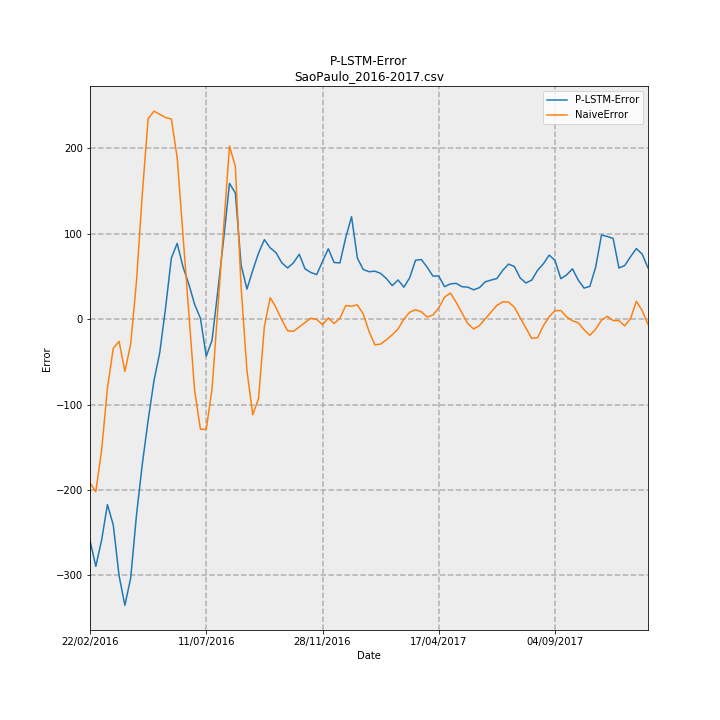 P-LSTM-Error
SaoPaulo_2016-2017.csv
P-LSTM-Error
NaiveError
200
100
0
−100
−200
−300
Error
22/02/2016
11/07/2016
28/11/2016
17/04/2017
04/09/2017
Date